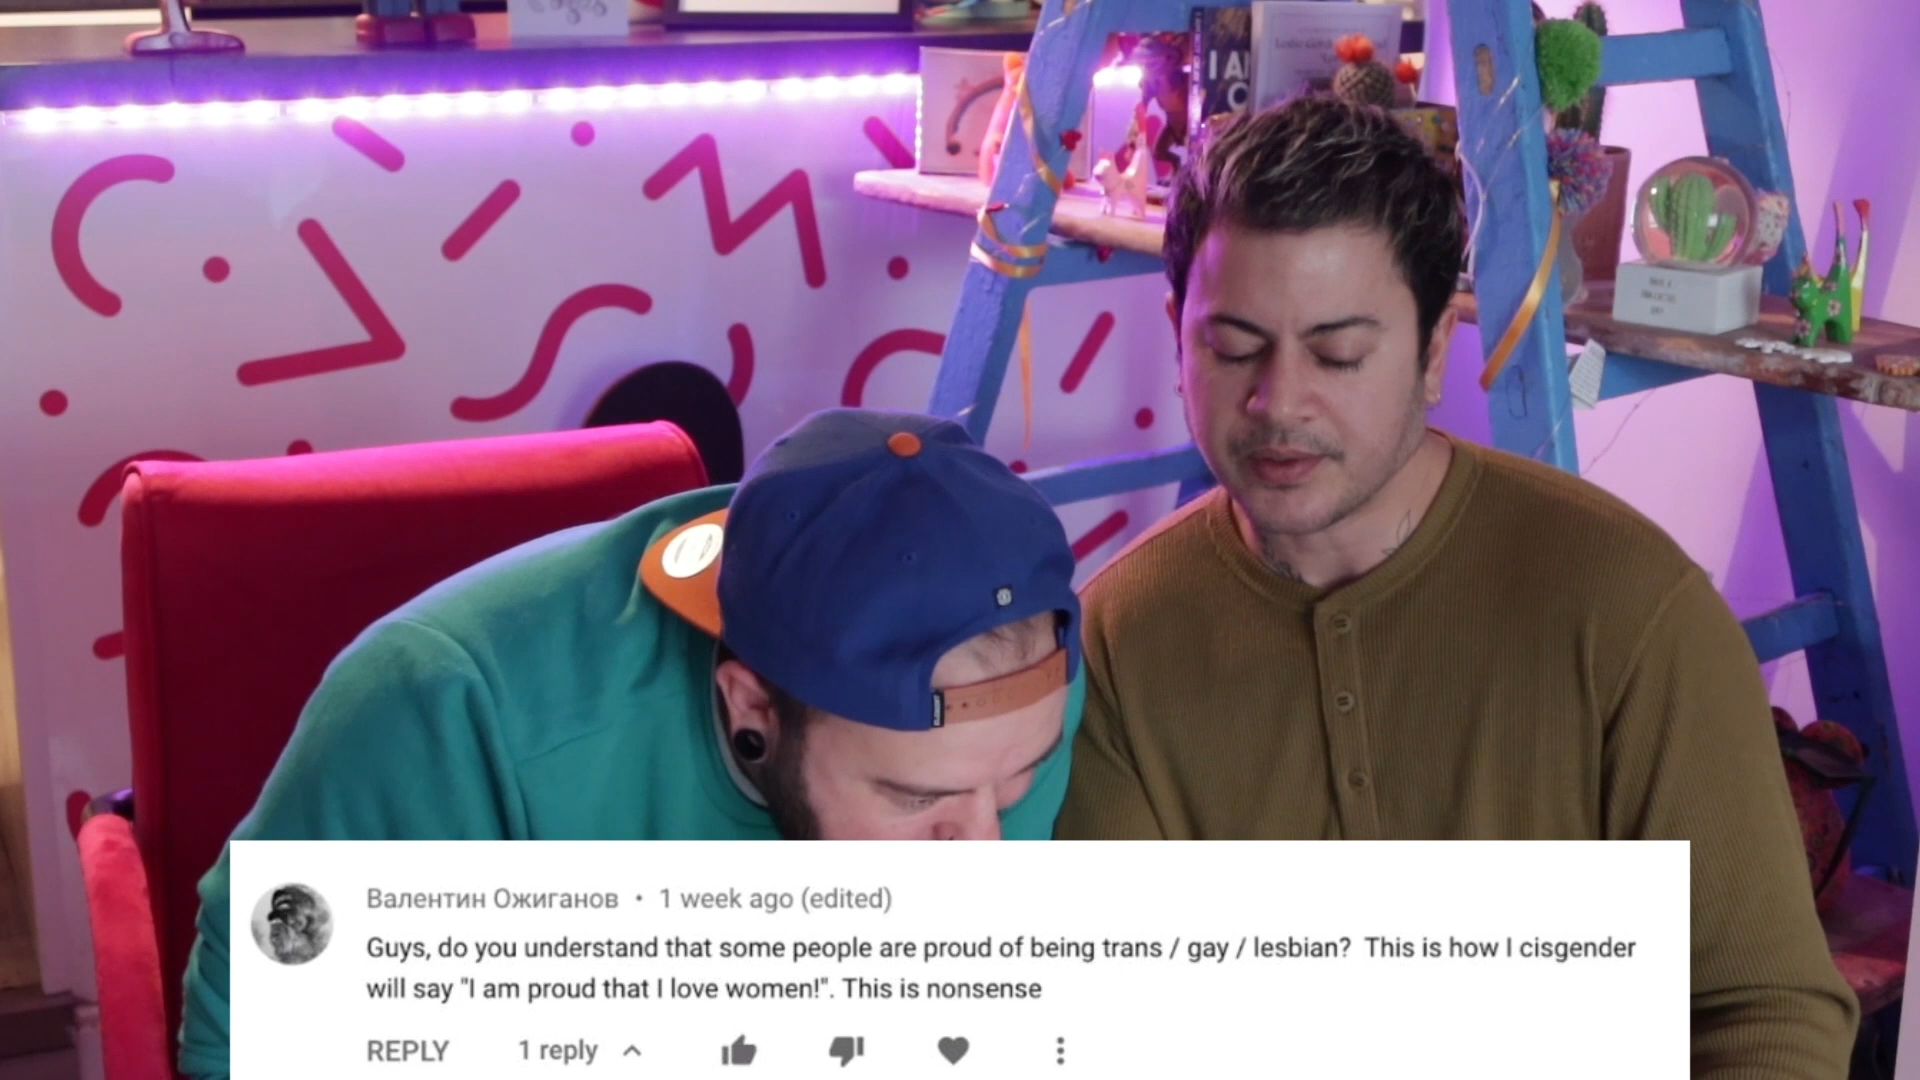 I A
C
Валентин Ожиганов • 1 week ago (edited)
Guys, do you understand that some people are proud of being trans / gay / lesbian? This is how I cisgender
will say "I am proud that I love women!". This is nonsense
REPLY 1 reply